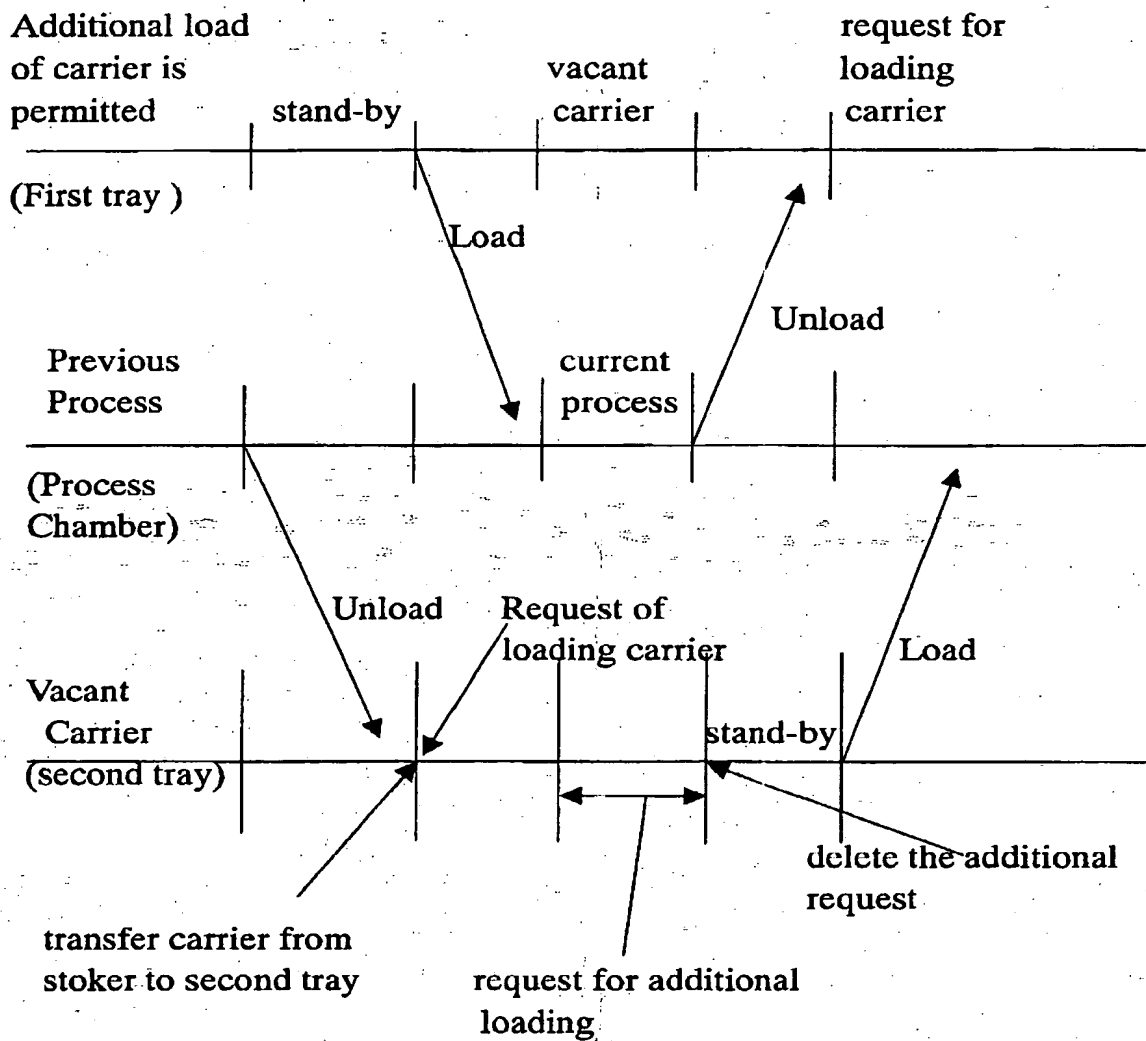 Additional load
of carrier is
permitted
stand-by
vacant
carrier
request for
loading
carrier
(First tray )
Load
Unload
Previous
Process
current
process
(Process
Chamber)
Unload
Request of
loading carrier
Load
Vacant
Carrier
(second tray)
stand-by
delete the additional
request
transfer carrier from
stoker to second tray
request for additional
loading